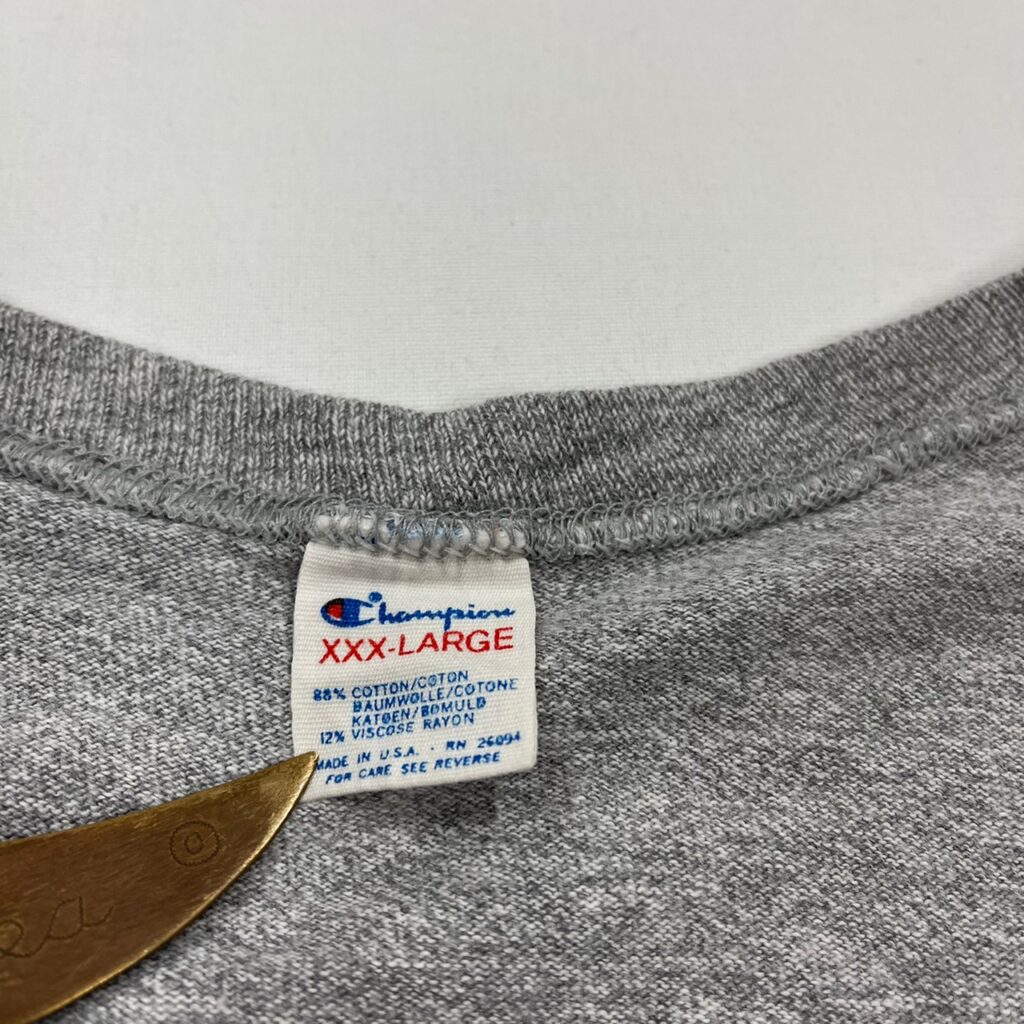 Champion
XXX-LARGE
88% COTTON/COTON
BAUMWOLLE/COTONE
KATOEN/BOMULD
12% VISCOSE RAYON
MADE IN U.S.A. · RN 26094
FOR CARE SEE REVERSE